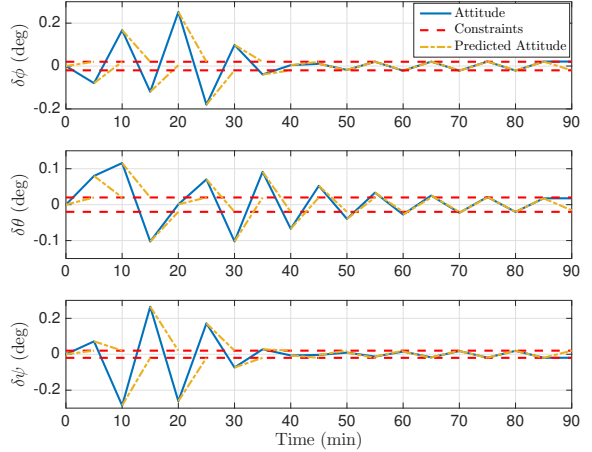 0.2
0
-0.2
δϕ (deg)
Attitude
Constraints
Predicted Attitude
0 10 20 30 40 50 60 70 80 90
0.1
0
-0.1
δθ (deg)
0 10 20 30 40 50 60 70 80 90
0.2
0
-0.2
δψ (deg)
0 10 20 30 40 50 60 70 80 90
Time (min)